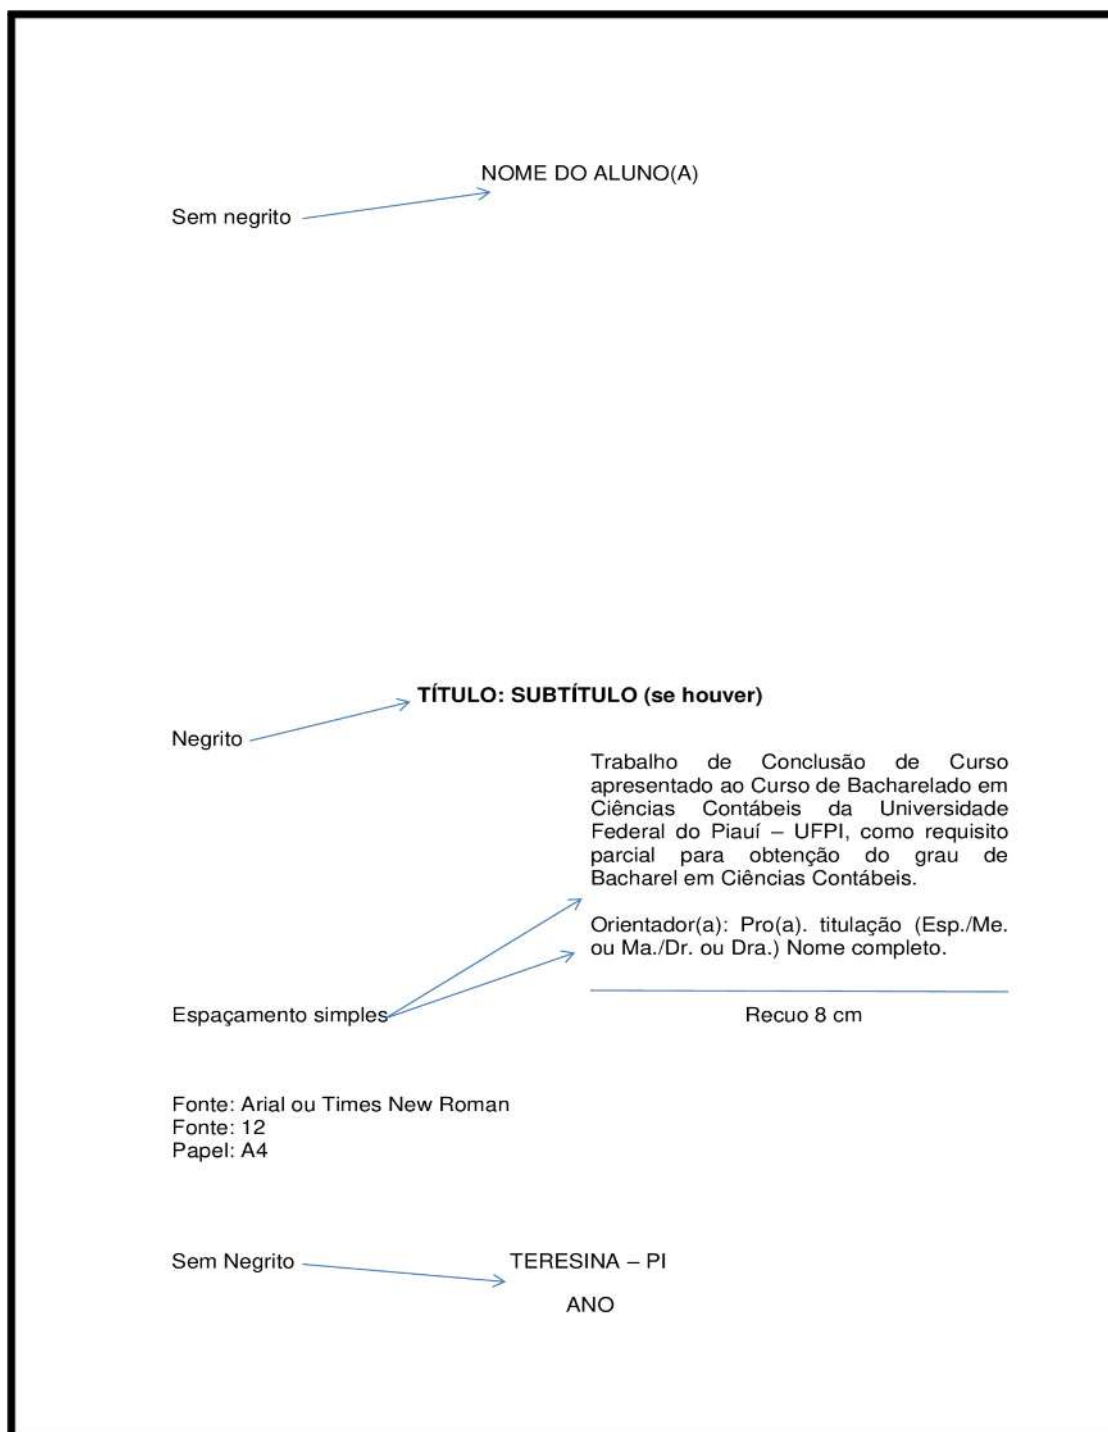 NOME DO ALUNO(A)
Sem negrito
TÍTULO: SUBTÍTULO (se houver)
Negrito
Trabalho de Conclusão de Curso
apresentado ao Curso de Bacharelado em
Ciências Contábeis da Universidade
Federal do Piauí – UFPI, como requisito
parcial para obtenção do grau de
Bacharel em Ciências Contábeis.
Orientador(a): Pro(a). titulação (Esp./Me.
ou Ma./Dr. ou Dra.) Nome completo.
Espaçamento simples
Recuo 8 cm
Fonte: Arial ou Times New Roman
Fonte: 12
Papel: A4
Sem Negrito
TERESINA – PI
ANO